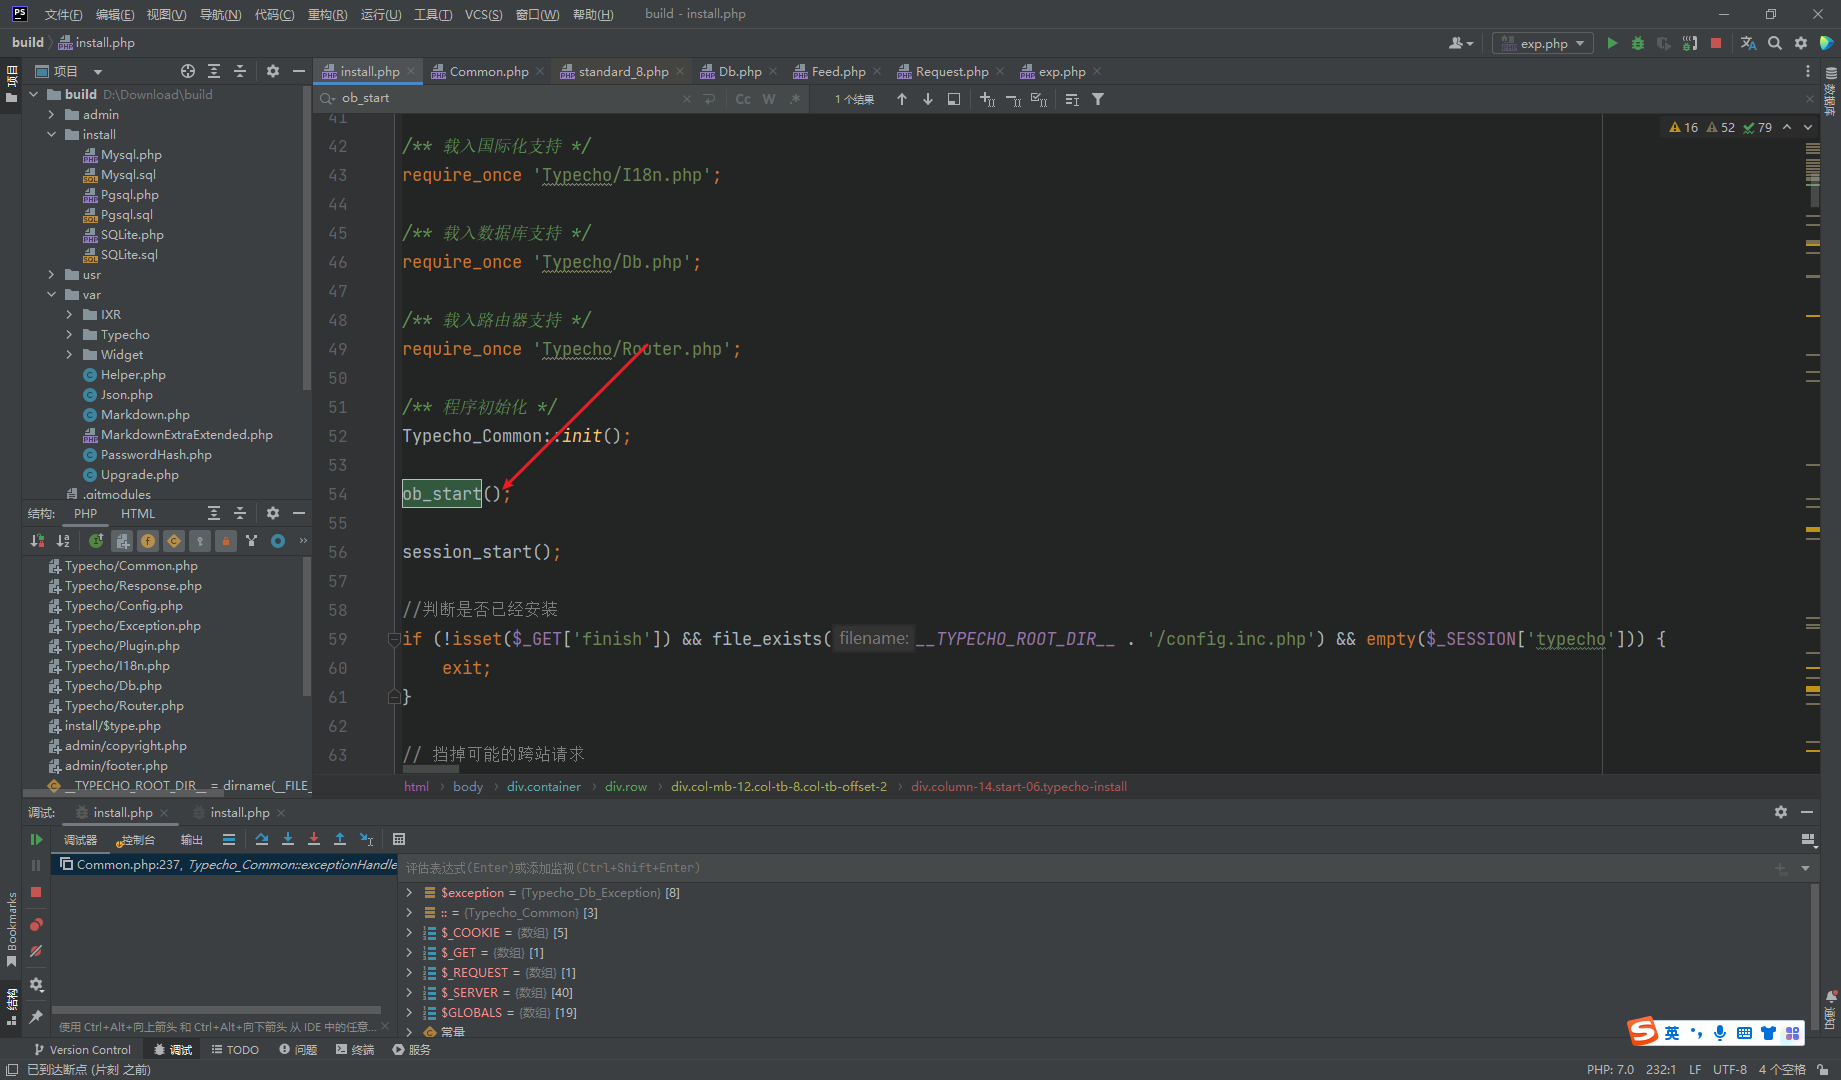 PS 文件(F) 编辑(E) 视图(V) 导航(N) 代码(C) 重构(R) 运行(U) 工具(T) VCS(S) 窗口(W) 帮助(H) build - install.php
build install.php exp.php
项目 项目 install.php Common.php standard_8.php Db.php Feed.php Request.php exp.php
数据库
build D:\Download\build
ob_start Cc W .* 1 个结果
admin
install
Mysql.php
Mysql.sql
Pgsql.php
Pgsql.sql
SQLite.php
SQLite.sql
usr
var
IXR
Typecho
Widget
Helper.php
Json.php
Markdown.php
MarkdownExtraExtended.php
PasswordHash.php
Upgrade.php
.gitmodules
16 52 79
41
42 /** 载入国际化支持 */
43 require_once 'Typecho/I18n.php';
44
45 /** 载入数据库支持 */
46 require_once 'Typecho/Db.php';
47
48 /** 载入路由器支持 */
49 require_once 'Typecho/Router.php';
50
51 /** 程序初始化 */
52 Typecho_Common::init();
53
54 ob_start();
55
56 session_start();
57
58 //判断是否已经安装
59 if (!isset($_GET['finish']) && file_exists( filename: __TYPECHO_ROOT_DIR__ . '/config.inc.php') && empty($_SESSION['typecho'])) {
60 exit;
61 }
62
63 // 挡掉可能的跨站请求
结构: PHP HTML
Typecho/Common.php
Typecho/Response.php
Typecho/Config.php
Typecho/Exception.php
Typecho/Plugin.php
Typecho/I18n.php
Typecho/Db.php
Typecho/Router.php
install/$type.php
admin/copyright.php
admin/footer.php
__TYPECHO_ROOT_DIR__ = dirname(__FILE_
html body div.container div.row div.col-mb-12.col-tb-8.col-tb-offset-2 div.column-14.start-06.typecho-install
调试: install.php install.php
调试器 控制台 输出
Common.php:237, Typecho_Common::exceptionHandle
评估表达式(Enter)或添加监视(Ctrl+Shift+Enter)
$exception = {Typecho_Db_Exception} [8]
:: = {Typecho_Common} [3]
$_COOKIE = {数组} [5]
$_GET = {数组} [1]
$_REQUEST = {数组} [1]
$_SERVER = {数组} [40]
$GLOBALS = {数组} [19]
常量
使用 Ctrl+Alt+向上箭头 和 Ctrl+Alt+向下箭头 从 IDE 中的任意...
Bookmarks
结构
通知
S 英
Version Control 调试 TODO 问题 终端 服务
已到达断点 (片刻 之前) PHP: 7.0 232:1 LF UTF-8 4 个空格